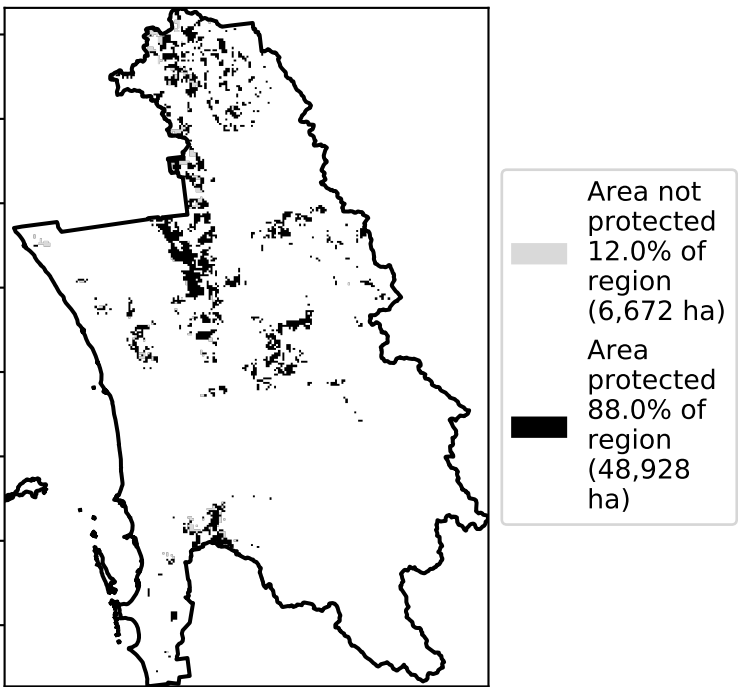 Area not
protected
12.0% of
region
(6,672 ha)
Area
protected
88.0% of
region
(48,928
ha)